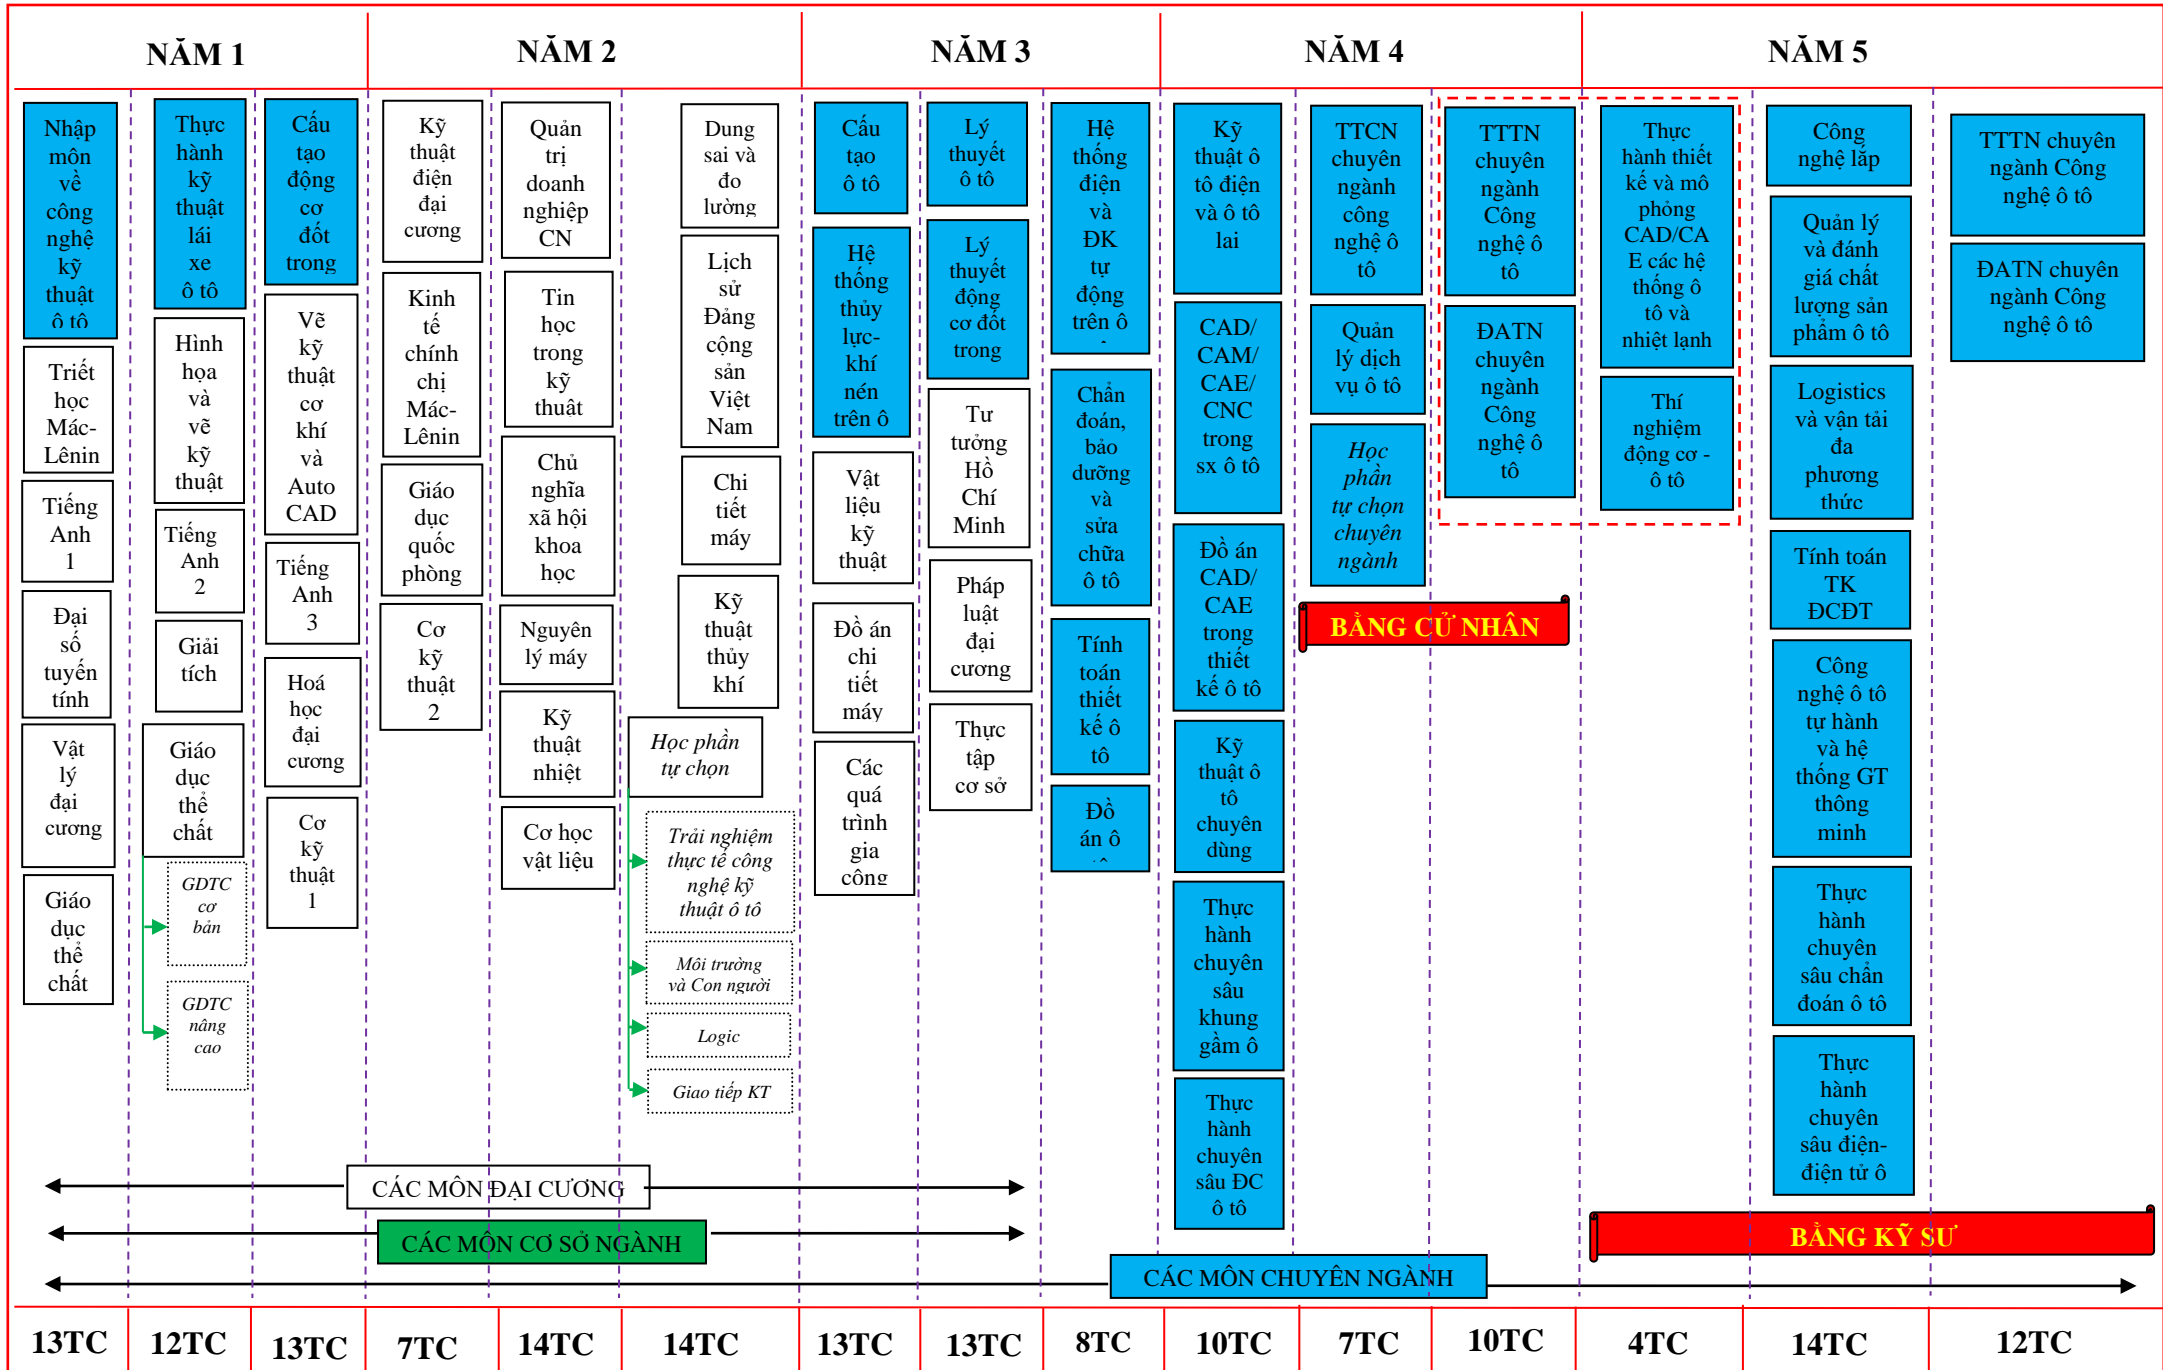 NĂM 1
NĂM 2
NĂM 3
NĂM 4
NĂM 5
Nhập
môn
về
công
nghệ
kỹ
thuật
ô tô
Triết
học
Mác-
Lênin
Tiếng
Anh
1
Đại
số
tuyến
tính
Vật
lý
đại
cương
Giáo
dục
thể
chất
Thực
hành
kỹ
thuật
lái
xe
ô tô
Hình
họa
và
vẽ
kỹ
thuật
Tiếng
Anh
2
Giải
tích
Giáo
dục
thể
chất
GDTC
cơ
bản
GDTC
nâng
cao
Cấu
tạo
động
cơ
đốt
trong
Vẽ
kỹ
thuật
cơ
khí
và
Auto
CAD
Tiếng
Anh
3
Hoá
học
đại
cương
Cơ
kỹ
thuật
1
Kỹ
thuật
điện
đại
cương
Kinh
tế
chính
chị
Mác-
Lênin
Giáo
dục
quốc
phòng
Cơ
kỹ
thuật
2
Quản
trị
doanh
nghiệp
CN
Tin
học
trong
kỹ
thuật
Chủ
nghĩa
xã hội
khoa
học
Nguyên
lý máy
Kỹ
thuật
nhiệt
Cơ học
vật liệu
Dung
sai và
đo
lường
Lịch
sử
Đảng
cộng
sản
Việt
Nam
Chi
tiết
máy
Kỹ
thuật
thủy
khí
Học phần
tự chọn
Trải nghiệm
thực tế công
nghệ kỹ
thuật ô tô
Môi trường
và Con người
Logic
Giao tiếp KT
Cấu
tạo
ô tô
Hệ
thống
thủy
lực-
khí
nén
trên ô
Vật
liệu
kỹ
thuật
Đồ án
chi
tiết
máy
Các
quá
trình
gia
công
Lý
thuyết
ô tô
Lý
thuyết
động
cơ đốt
trong
Tư
tưởng
Hồ
Chí
Minh
Pháp
luật
đại
cương
Thực
tập
cơ sở
Hệ
thống
điện
và
ĐK
tự
động
trên ô
Chẩn
đoán,
bảo
dưỡng
và
sửa
chữa
ô tô
Tính
toán
thiết
kế ô
tô
Đồ
án ô
Kỹ
thuật ô
tô điện
và ô tô
lai
CAD/
CAM/
CAE/
CNC
trong
sx ô tô
Đồ án
CAD/
CAE
trong
thiết
kế ô tô
Kỹ
thuật ô
tô
chuyên
dùng
Thực
hành
chuyên
sâu
khung
gầm ô
Thực
hành
chuyên
sâu ĐC
ô tô
TTCN
chuyên
ngành
công
nghệ ô
tô
Quản
lý dịch
vụ ô tô
Học
phần
tự chọn
chuyên
ngành
TTTN
chuyên
ngành
Công
nghệ ô
tô
ĐATN
chuyên
ngành
Công
nghệ ô
tô
BẰNG CỬ NHÂN
Thực
hành thiết
kế và mô
phỏng
CAD/CA
E các hệ
thống ô
tô và
nhiệt lạnh
Thí
nghiệm
động cơ -
ô tô
Công
nghệ lắp
Quản lý
và đánh
giá chất
lượng sản
phẩm ô tô
Logistics
và vận tải
đa
phương
thức
Tính toán
TK
ĐCĐT
Công
nghệ ô tô
tự hành
và hệ
thống GT
thông
minh
Thực
hành
chuyên
sâu chẩn
đoán ô tô
Thực
hành
chuyên
sâu điện-
điện tử ô
TTTN chuyên
ngành Công
nghệ ô tô
ĐATN chuyên
ngành Công
nghệ ô tô
CÁC MÔN ĐẠI CƯƠNG
CÁC MÔN CƠ SỞ NGÀNH
CÁC MÔN CHUYÊN NGÀNH
BẰNG KỸ SƯ
13TC
12TC
13TC
7TC
14TC
14TC
13TC
13TC
8TC
10TC
7TC
10TC
4TC
14TC
12TC